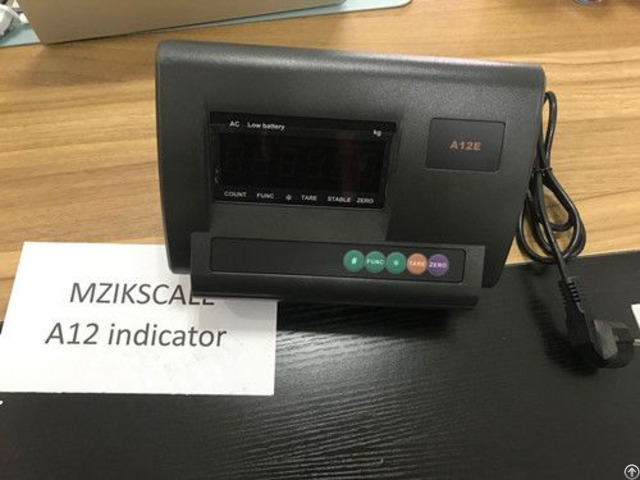 AC Low battery
kg
A12E
COUNT FUNC ✳ TARE STABLE ZERO
# FUNC ✳ TARE ZERO
MZIKSCALE
A12 indicator